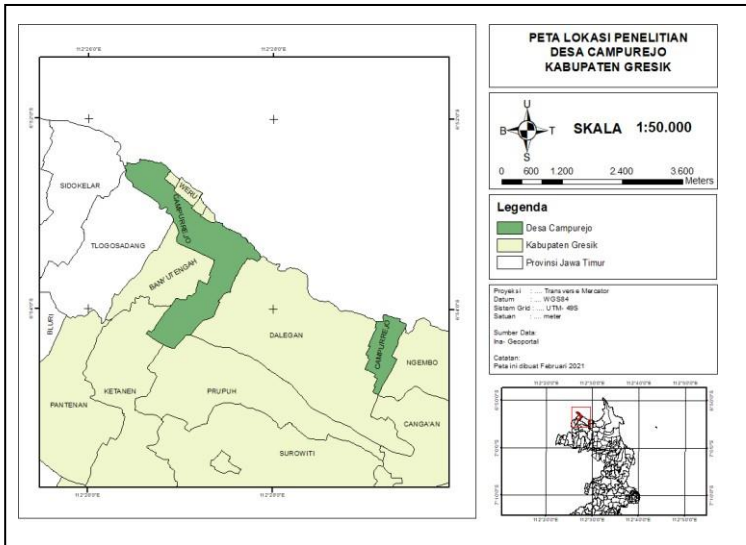 PETA LOKASI PENELITIAN
DESA CAMPUREJO
KABUPATEN GRESIK
U
B T
S
SKALA 1:50.000
0 600 1.200 2.400 3.600
Meters
Legenda
Desa Campurejo
Kabupaten Gresik
Provinsi Jawa Timur
Proyeksi : .... Transverse Mercator
Datum : .... WGS84
Sistem Grid : .... UTM- 49S
Satuan : .... meter
Sumber Data:
Ina- Geoportal
Catatan:
Peta ini dibuat Februari 2021
SIDOKELAR
WERU
CAMPURREJO
TLOGOSADANG
BANYUTENGAH
BLURI
DALEGAN
CAMPURREJO
NGEMBO
KETANEN
PRUPUH
PANTENAN
CANGA'AN
SUROWITI